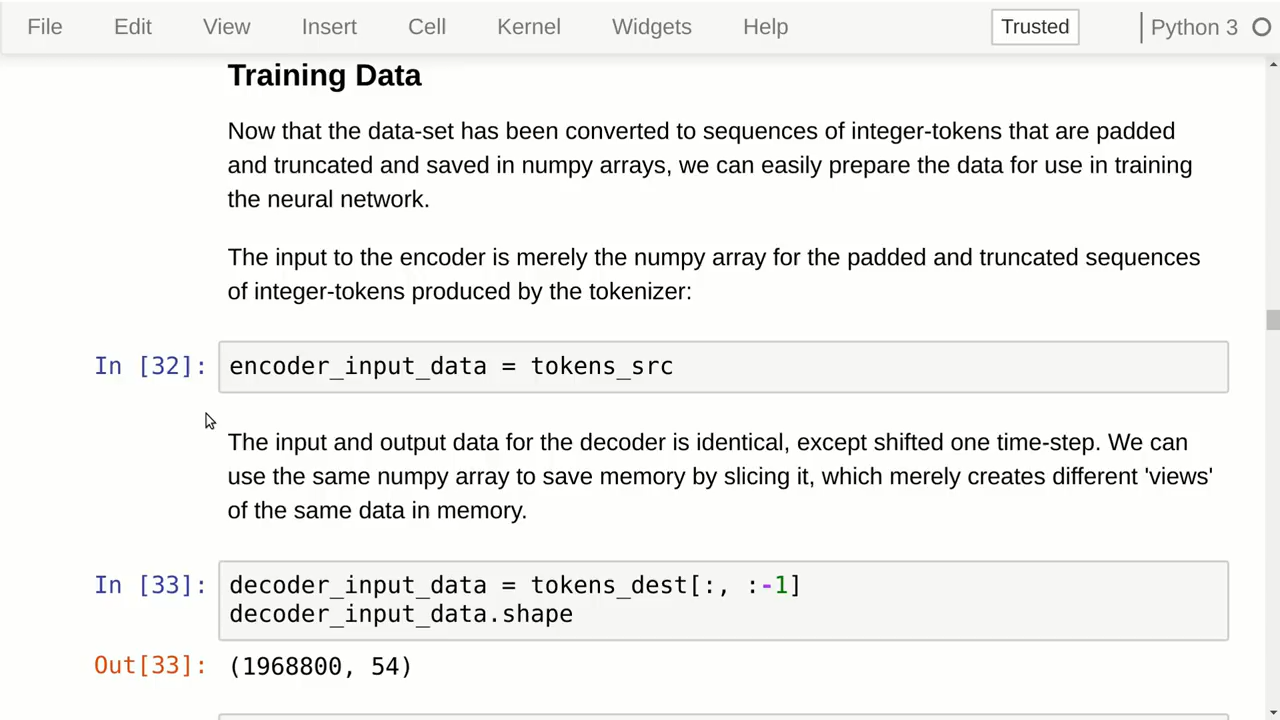 File Edit View Insert Cell Kernel Widgets Help Trusted Python 3
Training Data
Now that the data-set has been converted to sequences of integer-tokens that are padded
and truncated and saved in numpy arrays, we can easily prepare the data for use in training
the neural network.
The input to the encoder is merely the numpy array for the padded and truncated sequences
of integer-tokens produced by the tokenizer:
In [32]: encoder_input_data = tokens_src
The input and output data for the decoder is identical, except shifted one time-step. We can
use the same numpy array to save memory by slicing it, which merely creates different 'views'
of the same data in memory.
In [33]: decoder_input_data = tokens_dest[:, :-1]
decoder_input_data.shape
Out[33]: (1968800, 54)